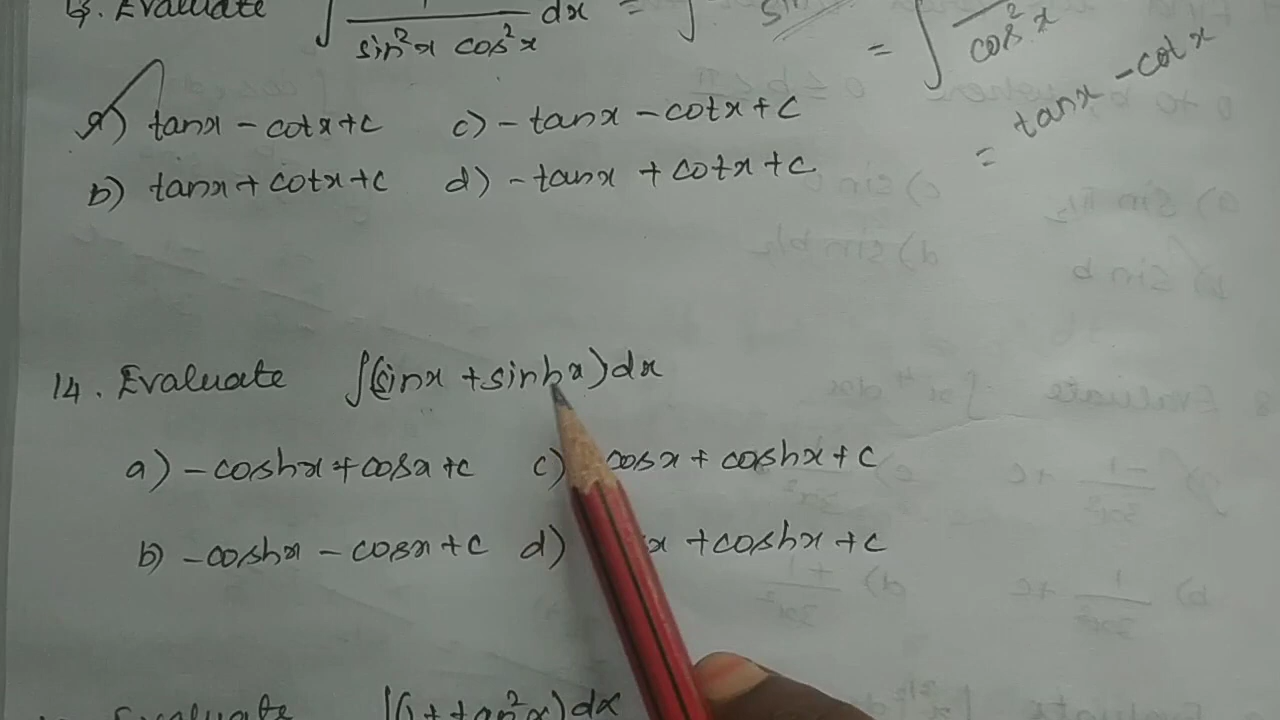 Evaluate ∫ 1/(sin²x cos²x) dx = ∫
= ∫ /cos²x
= tanx - cotx
a) tanx - cotx + c c) - tanx - cotx + c
b) tanx + cotx + c d) - tanx + cotx + c
14. Evaluate ∫(sinx + sinhx)dx
a) - coshx + cosx + c c) cosx + coshx + c
b) - coshx - cosx + c d) x + coshx + c
Evaluate ∫(1 + tan²x)dx